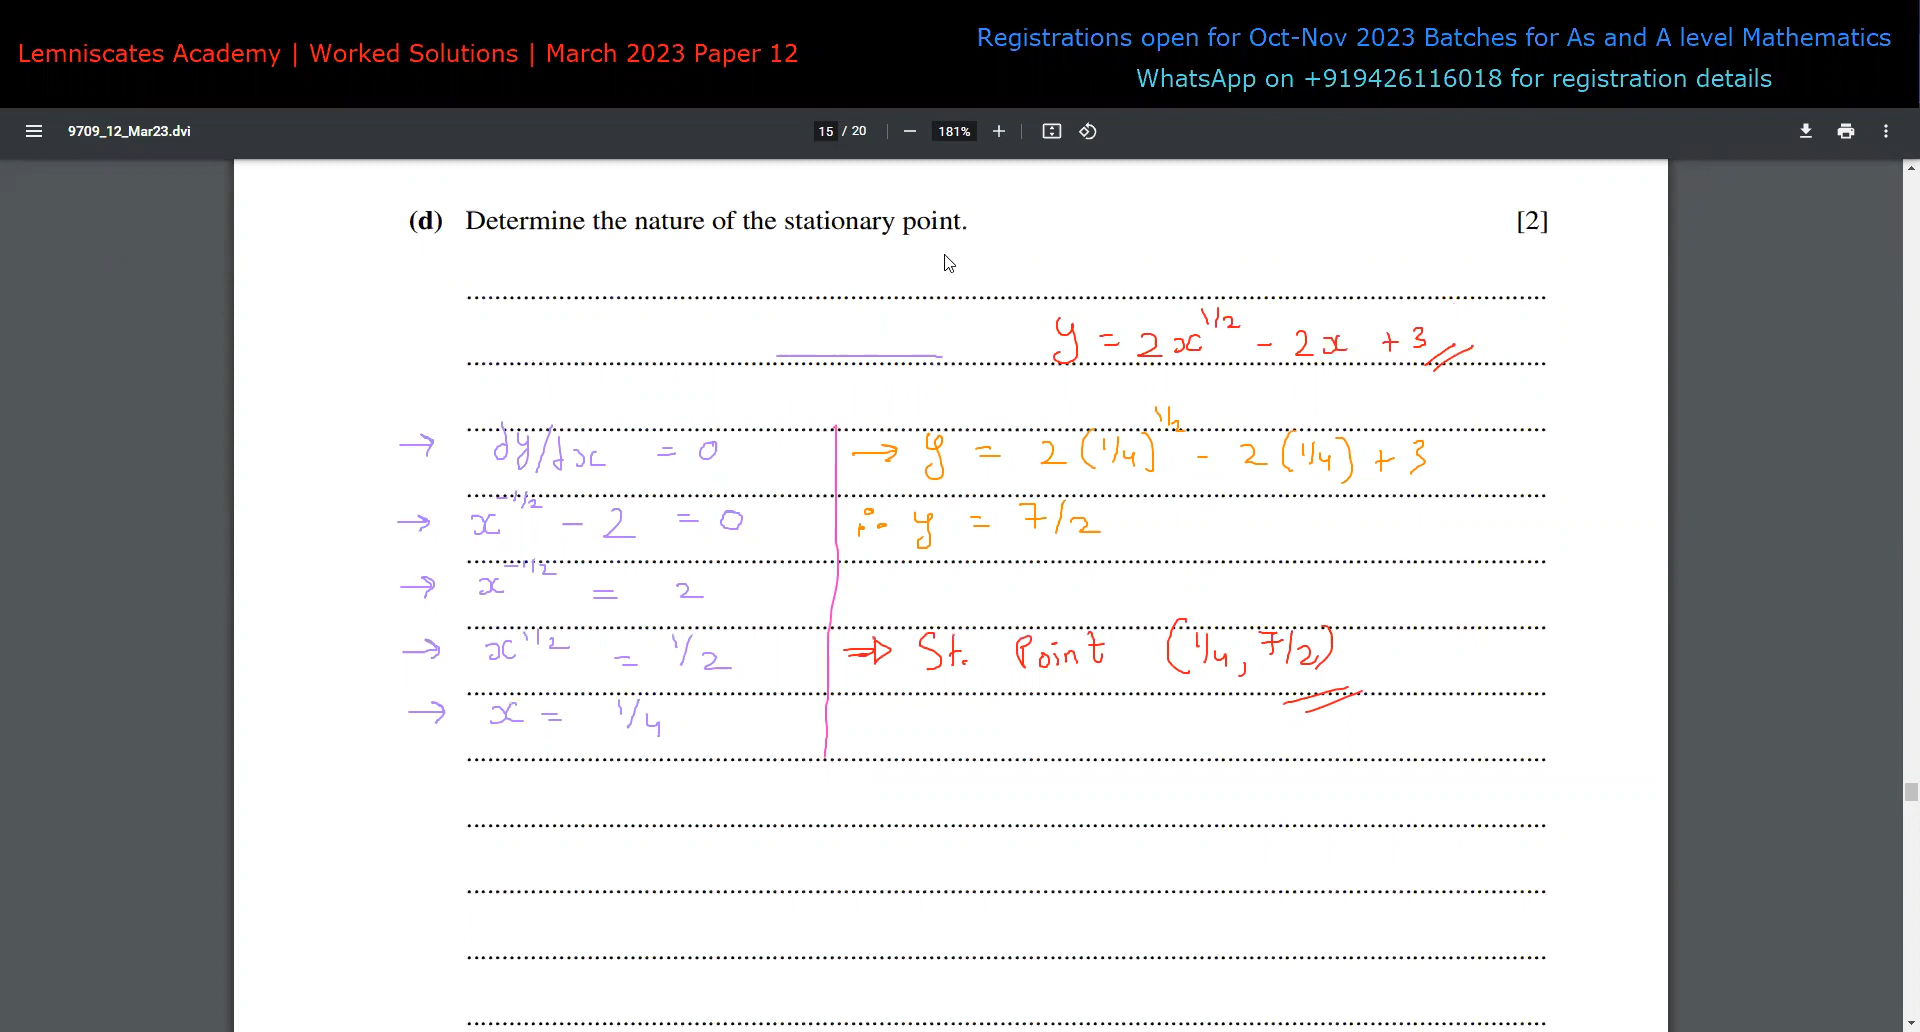 Lemniscates Academy | Worked Solutions | March 2023 Paper 12
Registrations open for Oct-Nov 2023 Batches for As and A level Mathematics
WhatsApp on +919426116018 for registration details
9709_12_Mar23.dvi
15 / 20
181%
(d) Determine the nature of the stationary point. [2]
y = 2x^{1/2} - 2x + 3
→ dy/dx = 0
→ x^{-1/2} - 2 = 0
→ x^{-1/2} = 2
→ x^{1/2} = 1/2
→ x = 1/4
→ y = 2(1/4)^{1/2} - 2(1/4) + 3
∴ y = 7/2
⇒ St. Point (1/4, 7/2)